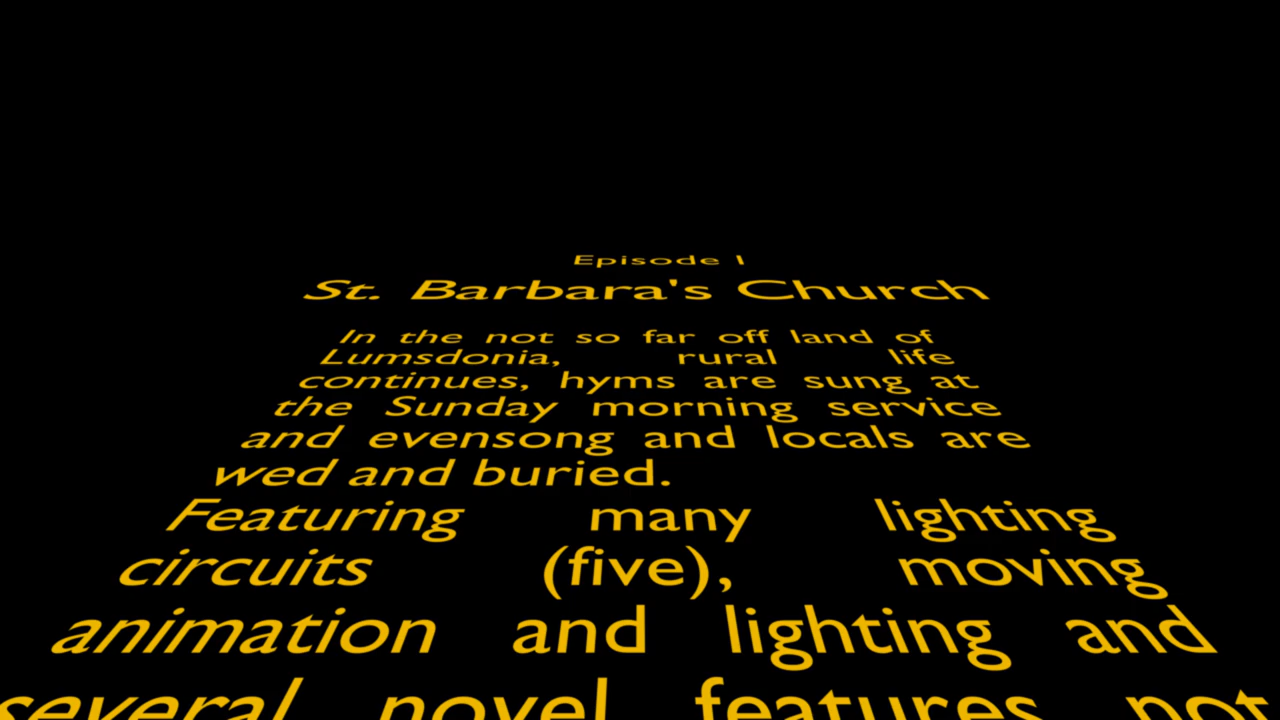 Episode I
St. Barbara's Church
In the not so far off land of
Lumsdonia, rural life
continues, hyms are sung at
the Sunday morning service
and evensong and locals are
wed and buried.
Featuring many lighting
circuits (five), moving
animation and lighting and
several novel features not